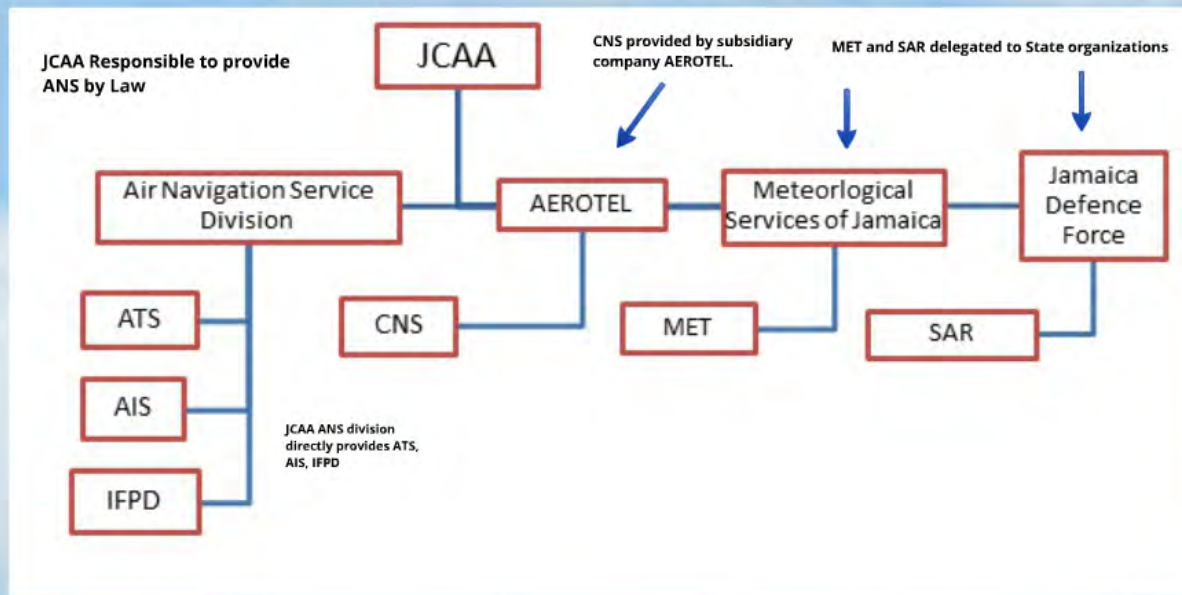 JCAA Responsible to provide
ANS by Law
JCAA
CNS provided by subsidiary
company AEROTEL.
MET and SAR delegated to State organizations
Air Navigation Service
Division
AEROTEL
Meteorlogical
Services of Jamaica
Jamaica
Defence
Force
ATS
CNS
MET
SAR
AIS
JCAA ANS division
directly provides ATS,
AIS, IFPD
IFPD